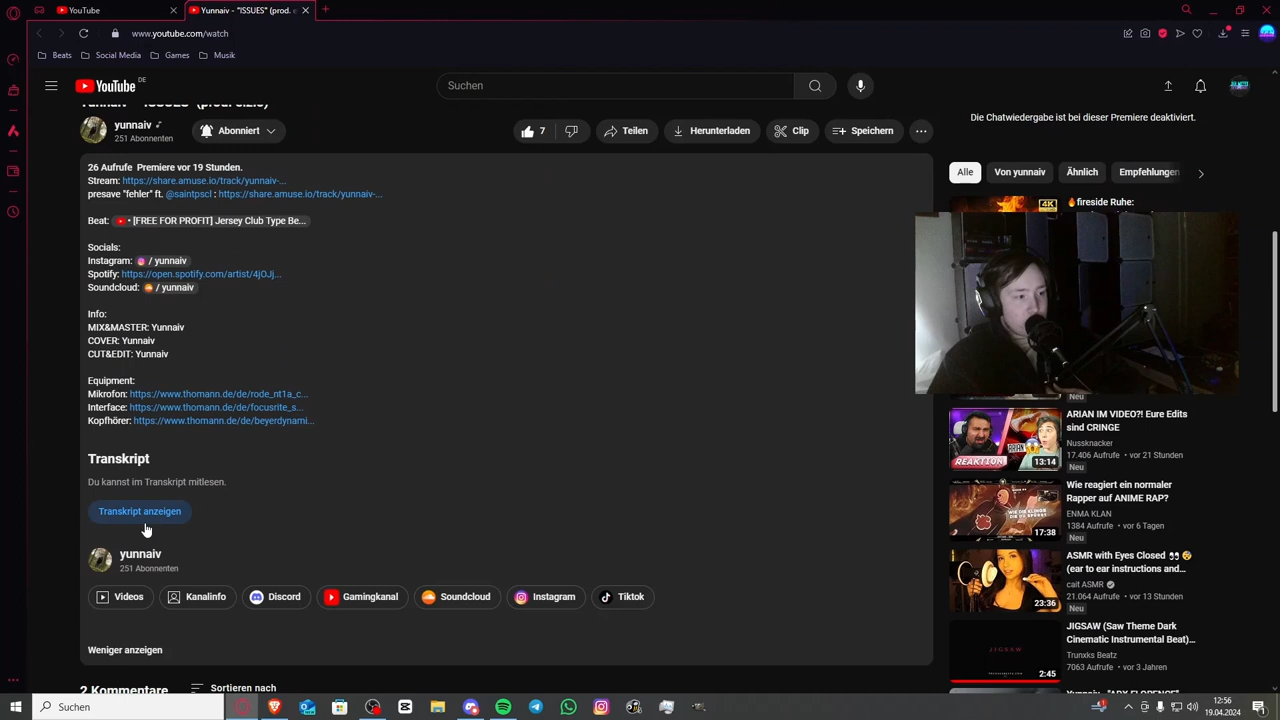 YouTube
Yunnaiv - "ISSUES" (prod. e
www.youtube.com/watch
Beats
Social Media
Games
Musik
YouTube
DE
Suchen
yunnaiv
251 Abonnenten
Abonniert
7
Teilen
Herunterladen
Clip
Speichern
Die Chatwiedergabe ist bei dieser Premiere deaktiviert.
Alle
Von yunnaiv
Ähnlich
Empfehlungen
26 Aufrufe Premiere vor 19 Stunden.
Stream: https://share.amuse.io/track/yunnaiv-...
presave "fehler" ft. @saintpscl : https://share.amuse.io/track/yunnaiv-...
Beat: • [FREE FOR PROFIT] Jersey Club Type Be...
Socials:
Instagram: / yunnaiv
Spotify: https://open.spotify.com/artist/4jOJj...
Soundcloud: / yunnaiv
Info:
MIX&MASTER: Yunnaiv
COVER: Yunnaiv
CUT&EDIT: Yunnaiv
Equipment:
Mikrofon: https://www.thomann.de/de/rode_nt1a_c...
Interface: https://www.thomann.de/de/focusrite_s...
Kopfhörer: https://www.thomann.de/de/beyerdynami...
Transkript
Du kannst im Transkript mitlesen.
Transkript anzeigen
yunnaiv
251 Abonnenten
Videos
Kanalinfo
Discord
Gamingkanal
Soundcloud
Instagram
Tiktok
Weniger anzeigen
2 Kommentare
Sortieren nach
🔥fireside Ruhe:
4K
Neu
ARIAN IM VIDEO?! Eure Edits
sind CRINGE
Nussknacker
17.406 Aufrufe • vor 21 Stunden
Neu
REAKTION
13:14
Wie reagiert ein normaler
Rapper auf ANIME RAP?
ENMA KLAN
1384 Aufrufe • vor 6 Tagen
Neu
17:38
ASMR with Eyes Closed 👀😴
(ear to ear instructions and...
cait ASMR
21.064 Aufrufe • vor 13 Stunden
Neu
23:36
JIGSAW (Saw Theme Dark
Cinematic Instrumental Beat)...
Trunxks Beatz
7063 Aufrufe • vor 3 Jahren
JIGSAW
2:45
Suchen
12:56
19.04.2024